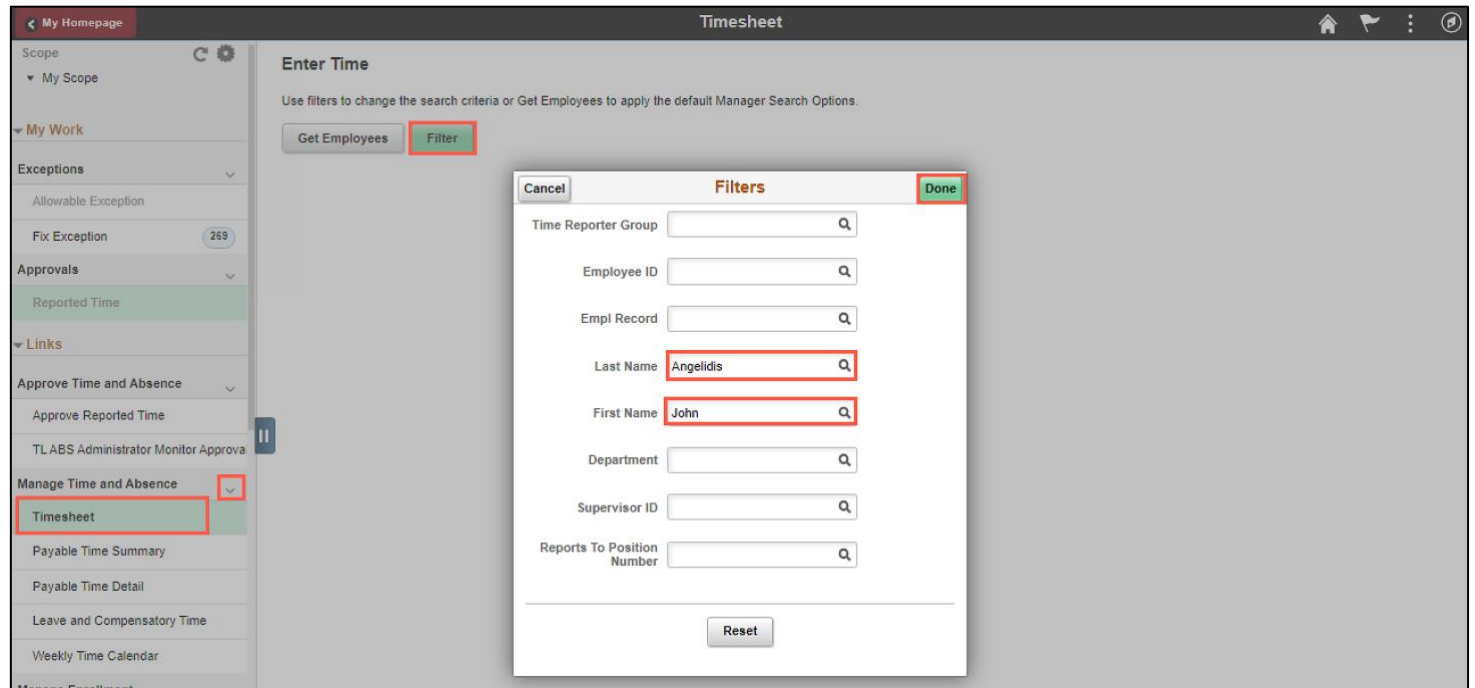 My Homepage
Timesheet
Scope
My Scope
My Work
Exceptions
Allowable Exception
Fix Exception 269
Approvals
Reported Time
Links
Approve Time and Absence
Approve Reported Time
TL ABS Administrator Monitor Approva
Manage Time and Absence
Timesheet
Payable Time Summary
Payable Time Detail
Leave and Compensatory Time
Weekly Time Calendar
Manage Enrollment
Enter Time
Use filters to change the search criteria or Get Employees to apply the default Manager Search Options.
Get Employees Filter
Cancel Filters Done
Time Reporter Group
Employee ID
Empl Record
Last Name Angelidis
First Name John
Department
Supervisor ID
Reports To Position
Number
Reset